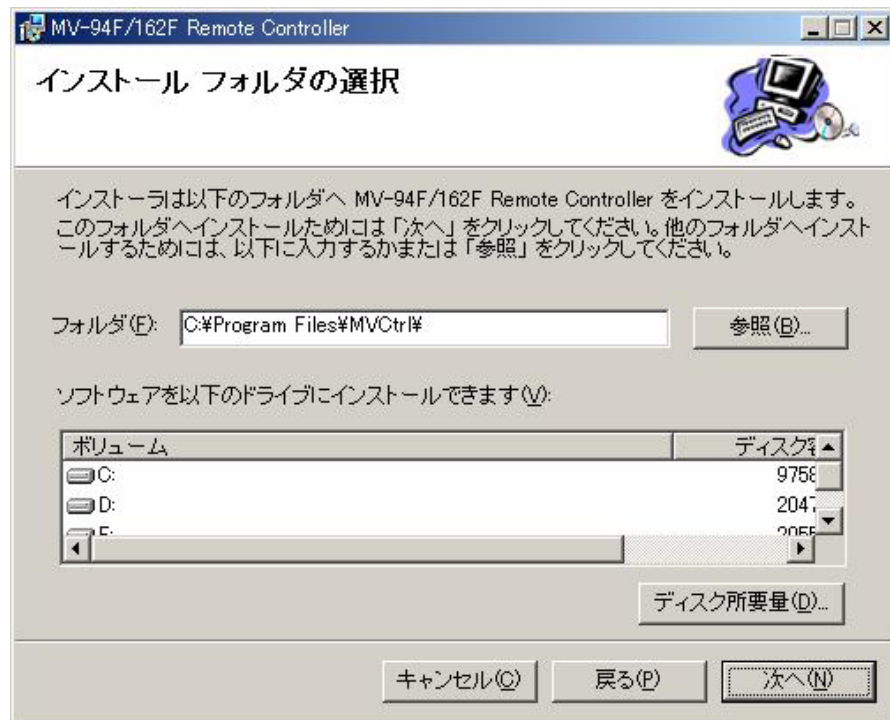 MV-94F/162F Remote Controller
インストール フォルダの選択
インストーラは以下のフォルダへ MV-94F/162F Remote Controller をインストールします。
このフォルダへインストールためには「次へ」をクリックしてください。他のフォルダへインスト
ールするためには、以下に入力するかまたは「参照」をクリックしてください。
フォルダ(F): C:¥Program Files¥MVCtrl¥ 参照(B)...
ソフトウェアを以下のドライブにインストールできます(V):
ボリューム ディスク
C: 9758
D: 2047
ディスク所要量(D)...
キャンセル(C) 戻る(P) 次へ(N)